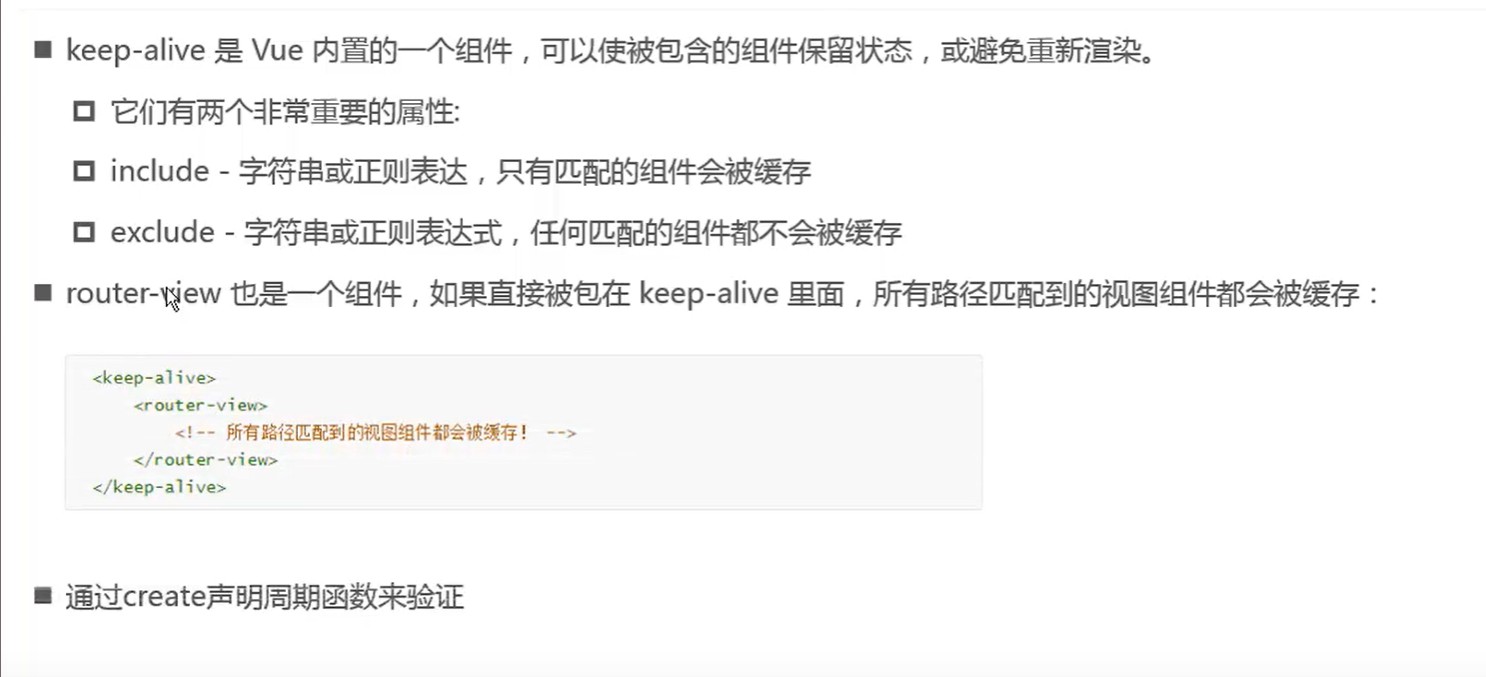 keep-alive 是 Vue 内置的一个组件，可以使被包含的组件保留状态，或避免重新渲染。
它们有两个非常重要的属性:
include - 字符串或正则表达，只有匹配的组件会被缓存
exclude - 字符串或正则表达式，任何匹配的组件都不会被缓存
router-view 也是一个组件，如果直接被包在 keep-alive 里面，所有路径匹配到的视图组件都会被缓存：
<keep-alive>
<router-view>
<!-- 所有路径匹配到的视图组件都会被缓存！ -->
</router-view>
</keep-alive>
通过create声明周期函数来验证